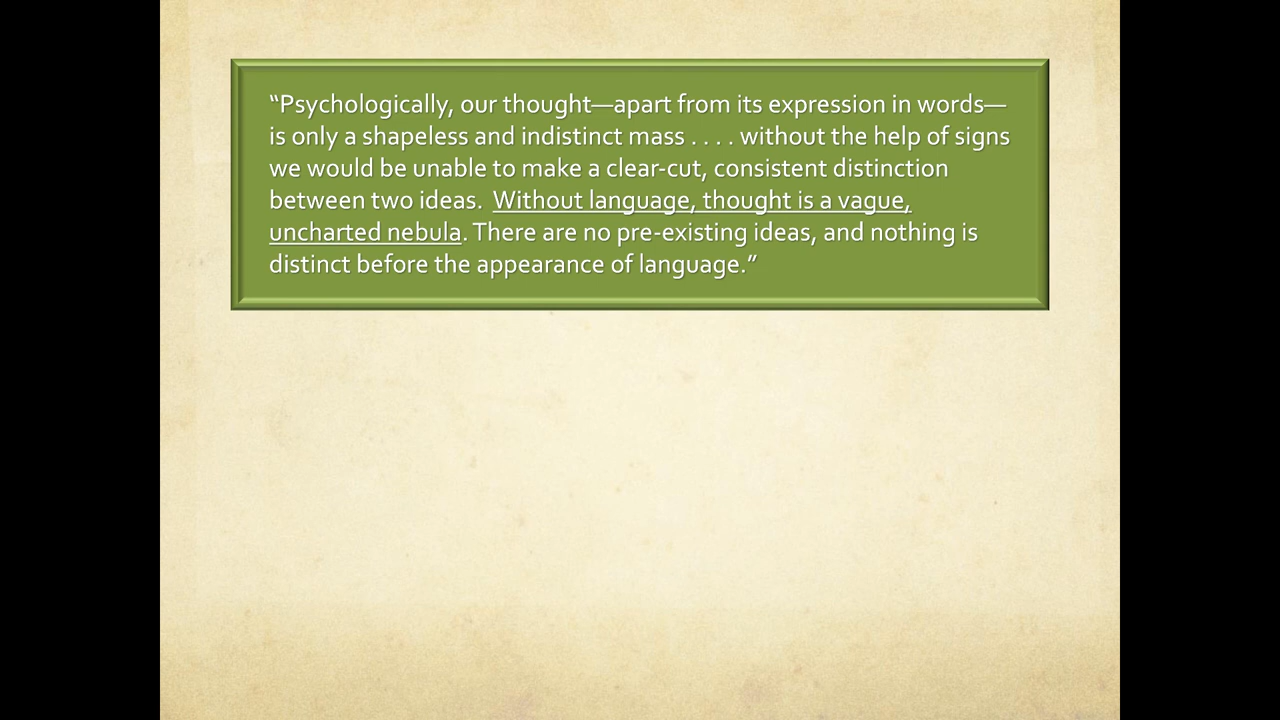 “Psychologically, our thought—apart from its expression in words—
is only a shapeless and indistinct mass . . . . without the help of signs
we would be unable to make a clear-cut, consistent distinction
between two ideas.  Without language, thought is a vague,
uncharted nebula. There are no pre-existing ideas, and nothing is
distinct before the appearance of language.”